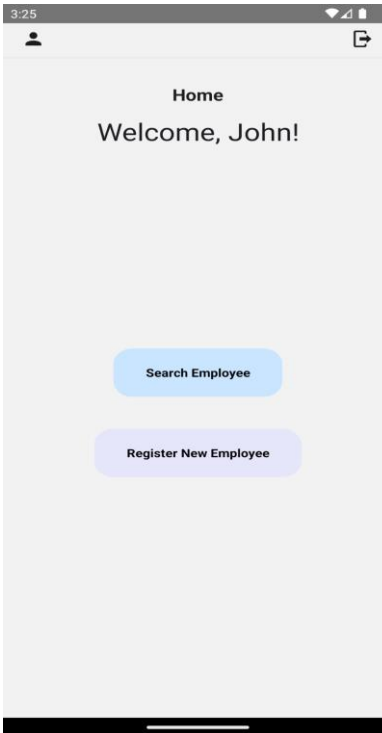 3:25
Home
Welcome, John!
Search Employee
Register New Employee